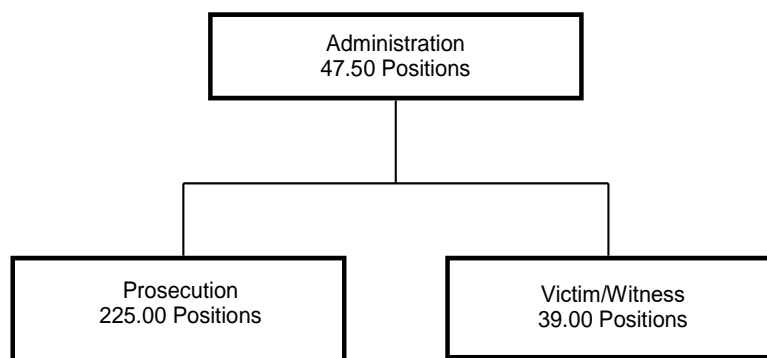 Administration
47.50 Positions
Prosecution
225.00 Positions
Victim/Witness
39.00 Positions